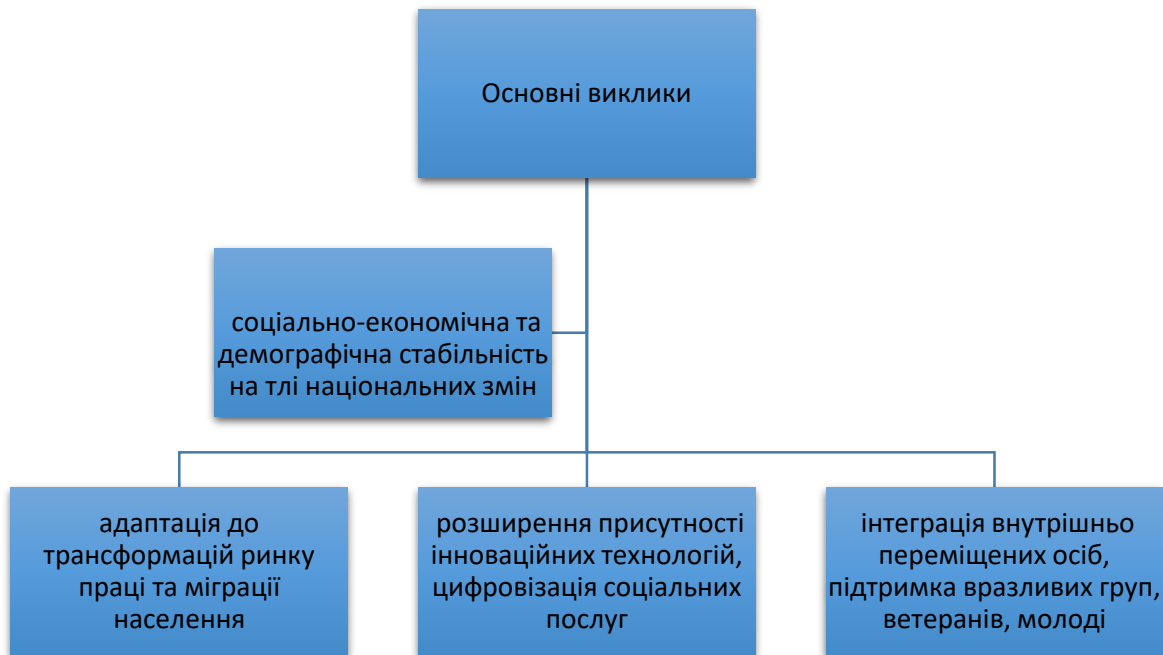 Основні виклики
соціально-економічна та
демографічна стабільність
на тлі національних змін
адаптація до
трансформацій ринку
праці та міграції
населення
розширення присутності
інноваційних технологій,
цифровізація соціальних
послуг
інтеграція внутрішньо
переміщених осіб,
підтримка вразливих груп,
ветеранів, молоді